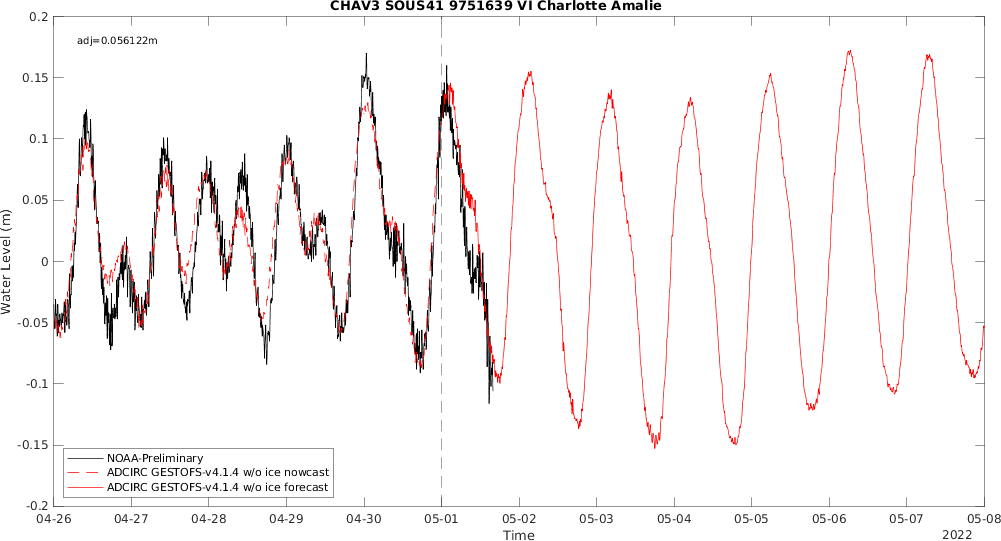 CHAV3 SOUS41 9751639 VI Charlotte Amalie
adj=0.056122m
0.2
0.15
0.1
0.05
0
-0.05
-0.1
-0.15
-0.2
Water Level (m)
NOAA-Preliminary
ADCIRC GESTOFS-v4.1.4 w/o ice nowcast
ADCIRC GESTOFS-v4.1.4 w/o ice forecast
04-26 04-27 04-28 04-29 04-30 05-01 05-02 05-03 05-04 05-05 05-06 05-07 05-08
Time
2022